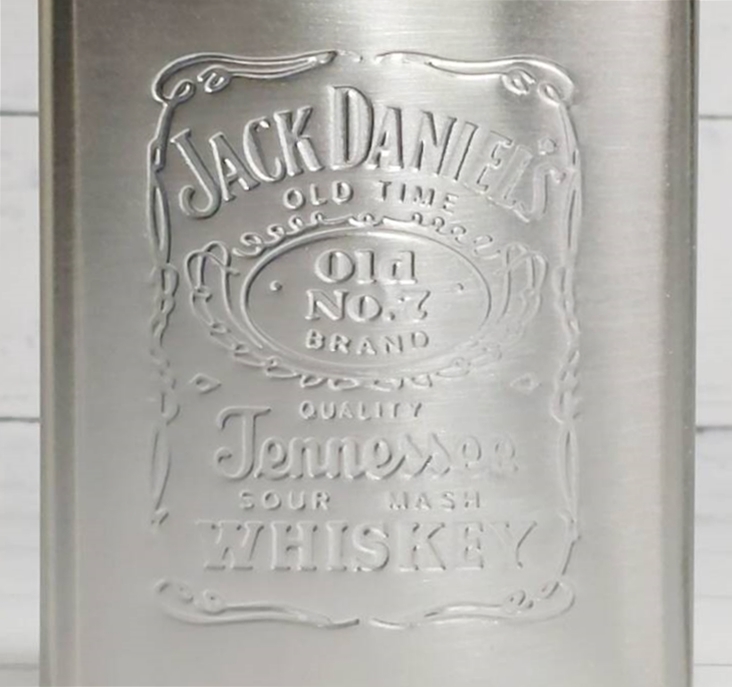 JACK DANIEL'S
OLD TIME
Old
No.7
BRAND
QUALITY
Tennessee
SOUR MASH
WHISKEY